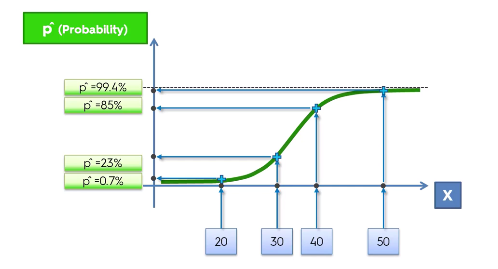 p̂ (Probability)
p̂ =99.4%
p̂ =85%
p̂ =23%
p̂ =0.7%
X
20
30
40
50